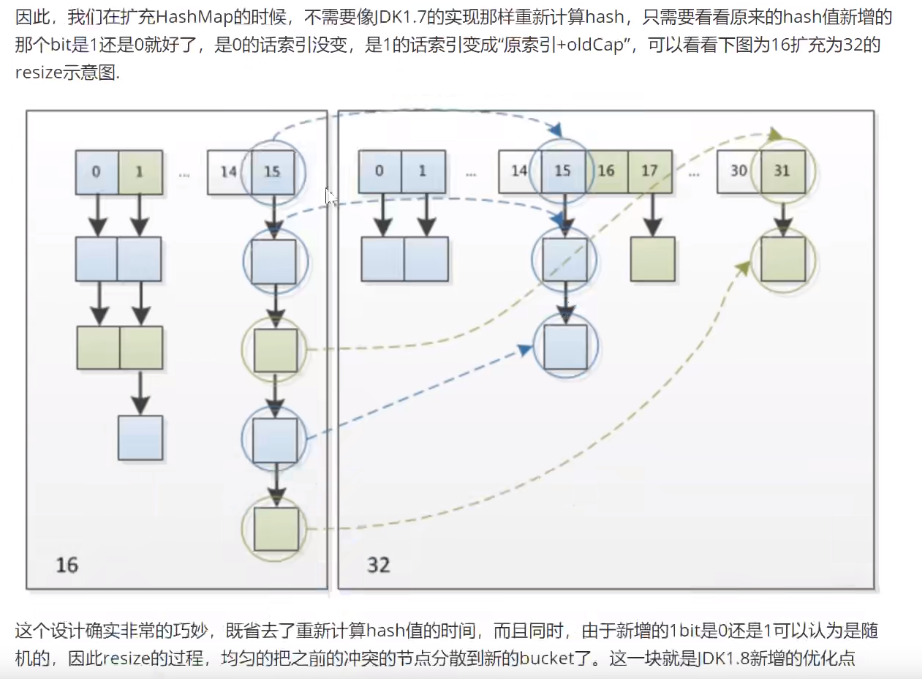 因此，我们在扩充HashMap的时候，不需要像JDK1.7的实现那样重新计算hash，只需要看看原来的hash值新增的
那个bit是1还是0就好了，是0的话索引没变，是1的话索引变成“原索引+oldCap”，可以看看下图为16扩充为32的
resize示意图.
0 1 ... 14 15 0 1 ... 14 15 16 17 ... 30 31
16 32
这个设计确实非常的巧妙，既省去了重新计算hash值的时间，而且同时，由于新增的1bit是0还是1可以认为是随
机的，因此resize的过程，均匀的把之前的冲突的节点分散到新的bucket了。这一块就是JDK1.8新增的优化点